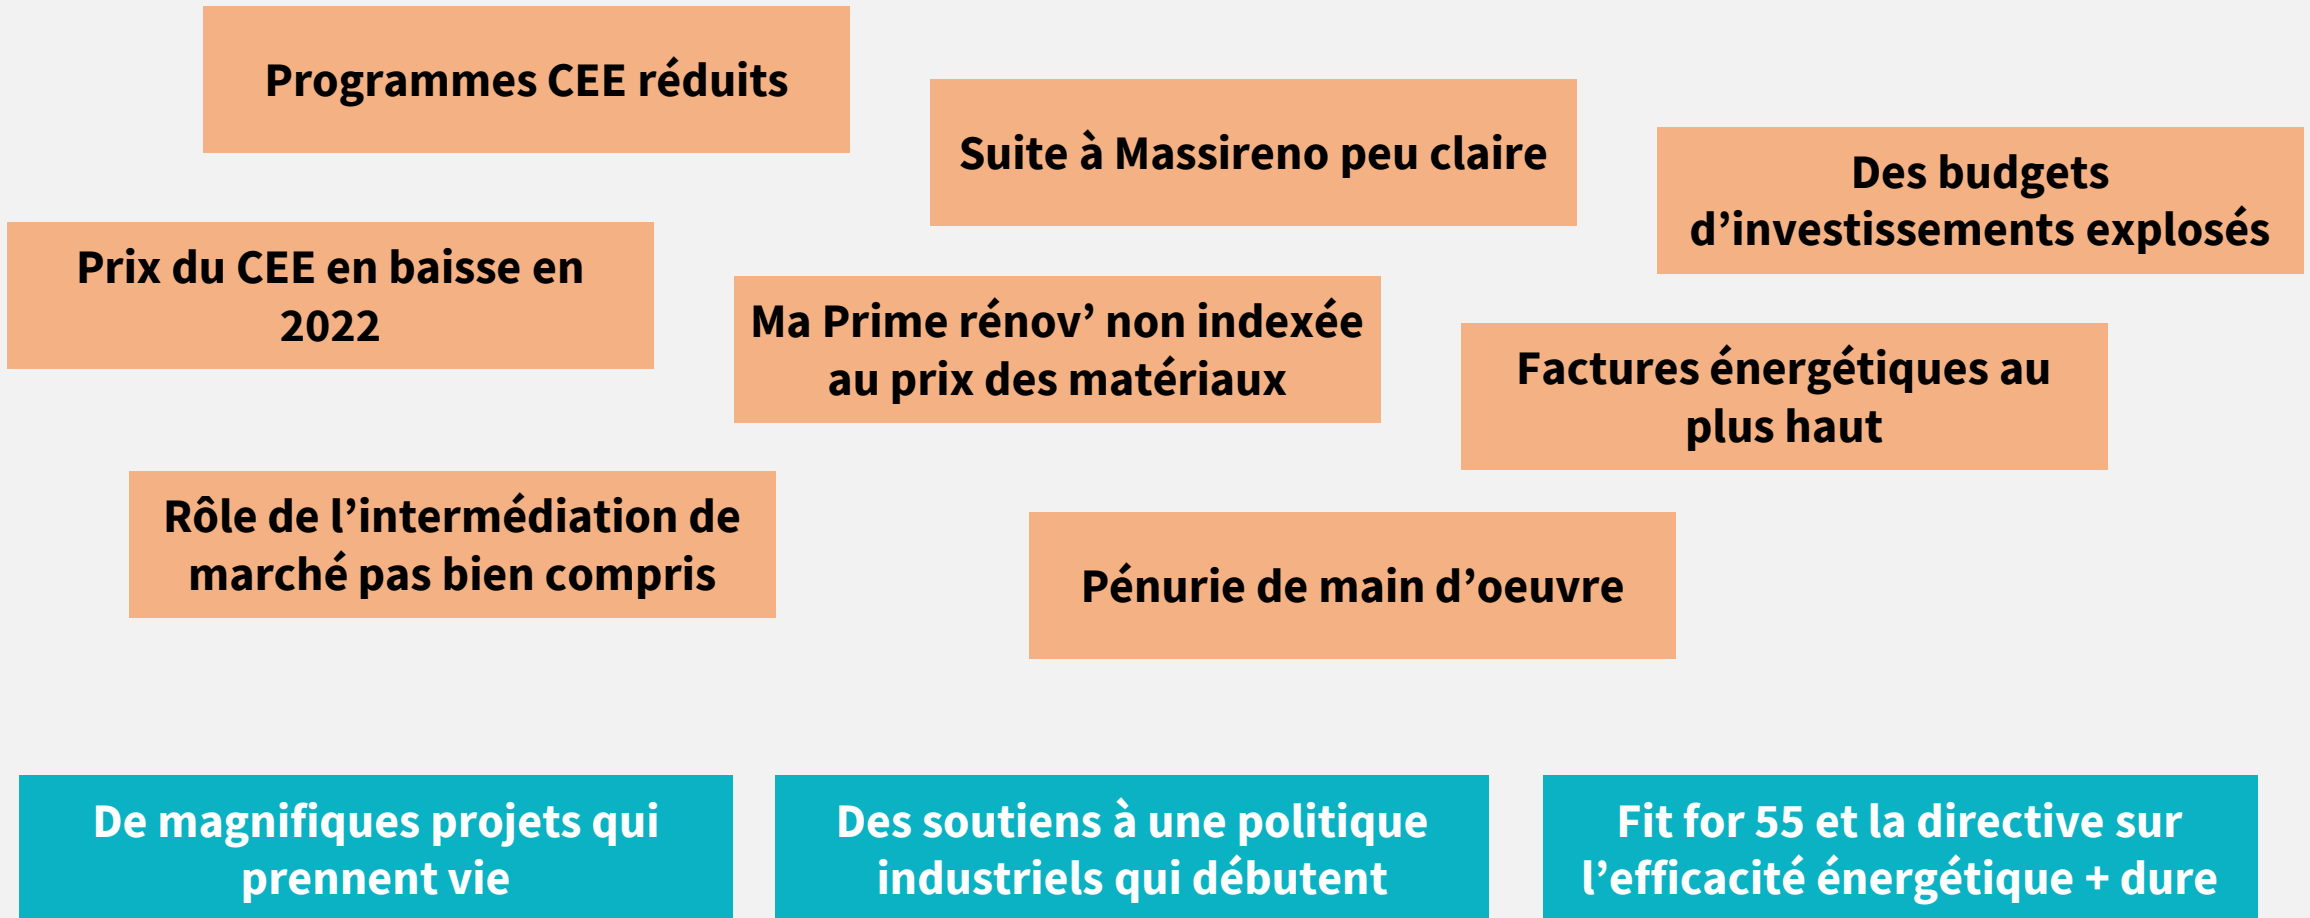 Programmes CEE réduits
Suite à Massireno peu claire
Des budgets
d’investissements explosés
Prix du CEE en baisse en
2022
Ma Prime rénov’ non indexée
au prix des matériaux
Factures énergétiques au
plus haut
Rôle de l’intermédiation de
marché pas bien compris
Pénurie de main d’oeuvre
De magnifiques projets qui
prennent vie
Des soutiens à une politique
industriels qui débutent
Fit for 55 et la directive sur
l’efficacité énergétique + dure